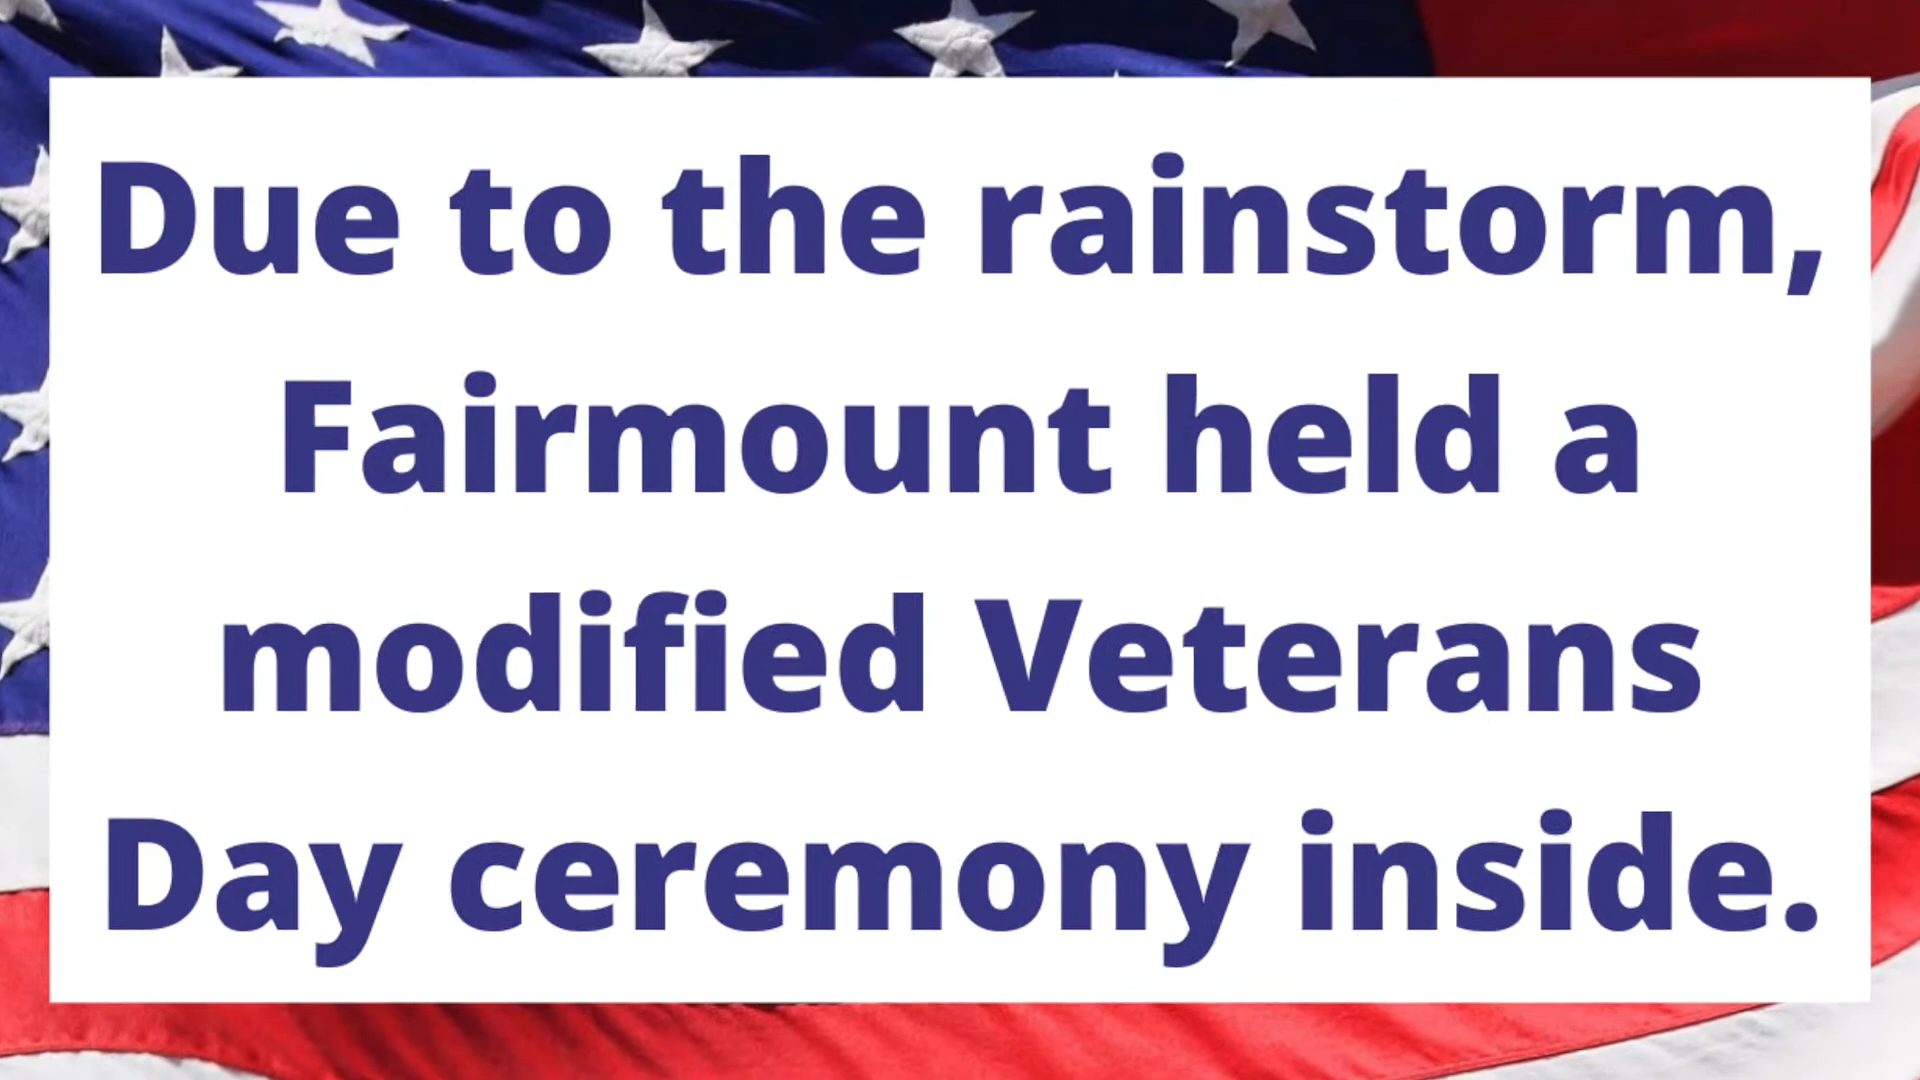 Due to the rainstorm,
Fairmount held a
modified Veterans
Day ceremony inside.